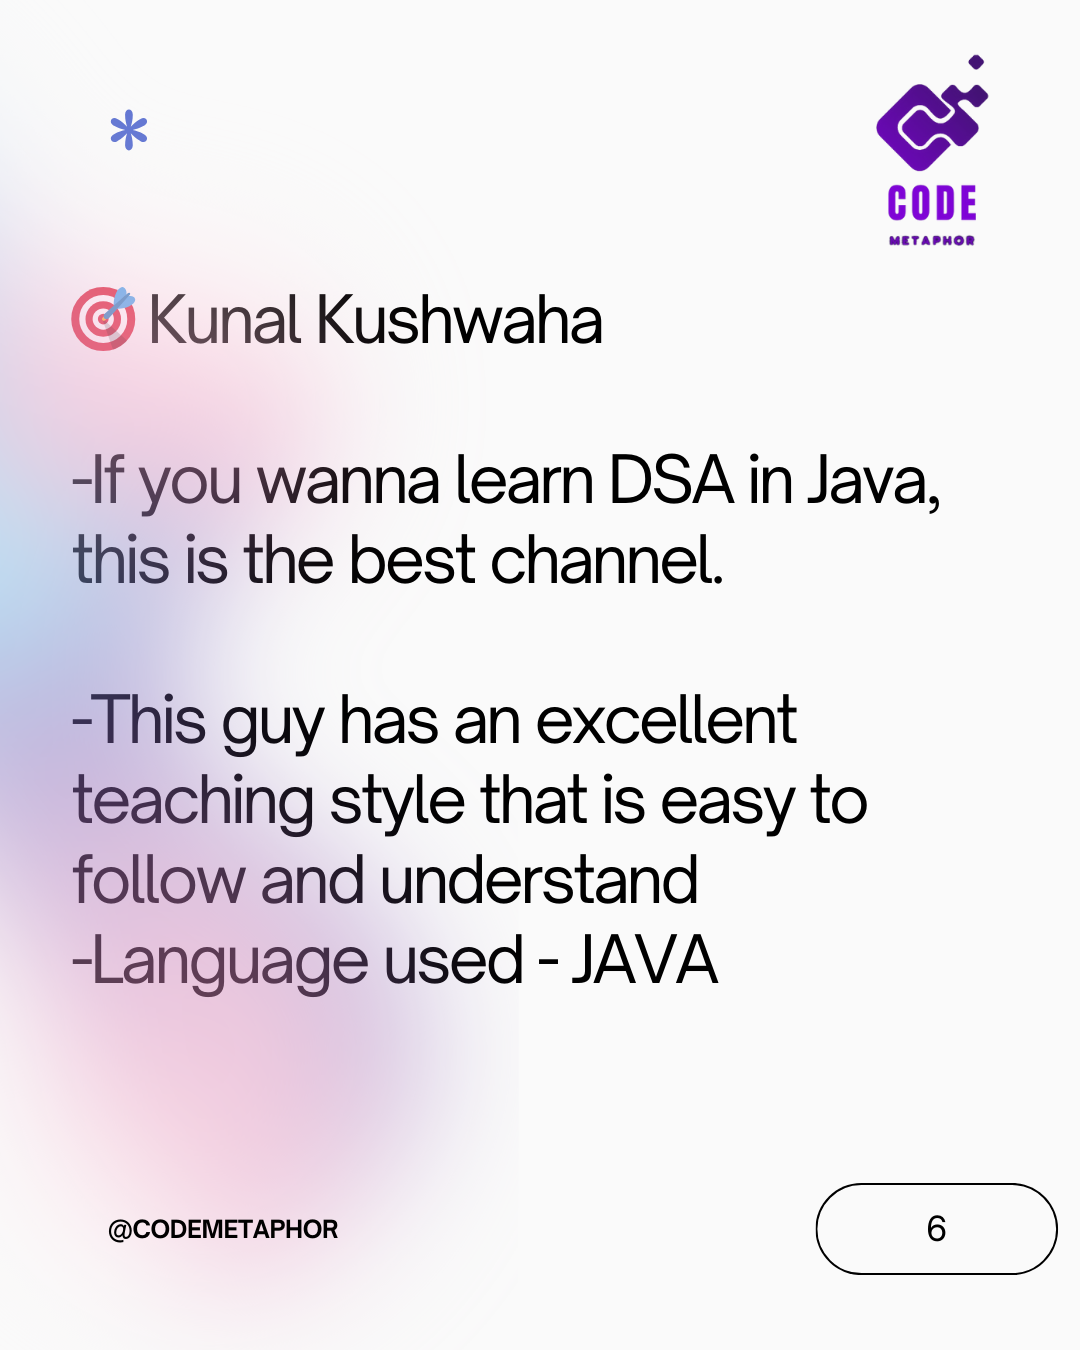 CODE
METAPHOR
🎯 Kunal Kushwaha
-If you wanna learn DSA in Java,
this is the best channel.
-This guy has an excellent
teaching style that is easy to
follow and understand
-Language used - JAVA
@CODEMETAPHOR
6